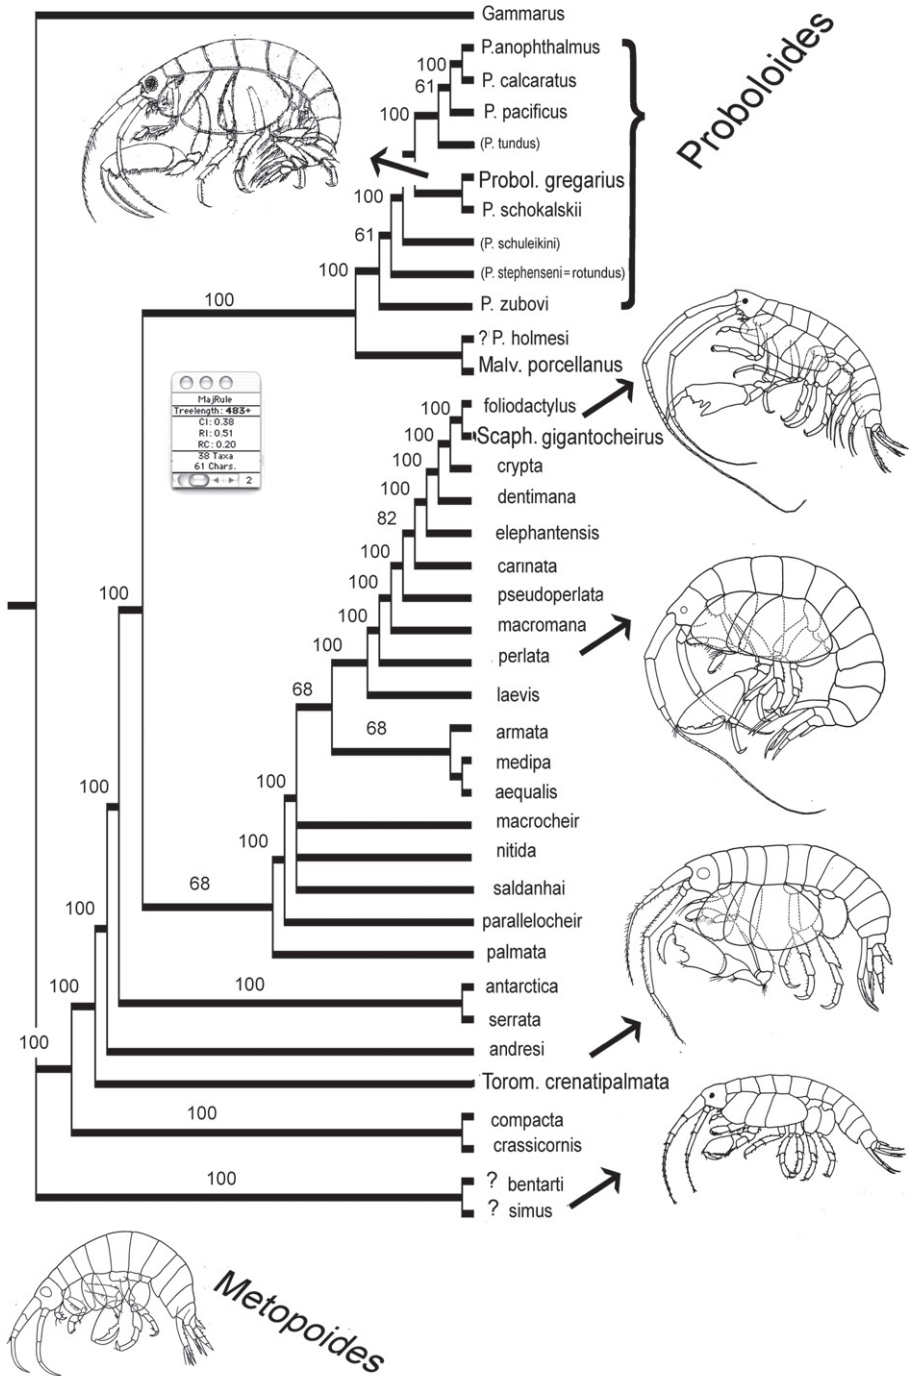 Gammarus
P.anophthmus
100
P. calcaratus
61
P. pacificus
100
(P. tundus)
Proboloides
Probol. gregarius
100
P. schokalskii
61
(P. schuleikini)
100
(P. stephenseni=rotundus)
100
P. zubovi
? P. holmesi
Malv. porcellanus
MajRule
Treelength: 483+
CI: 0.38
RI: 0.51
RC: 0.20
38 Taxa
61 Chars.
2
100
foliodactylus
100
Scaph. gigantocheirus
100
crypta
100
dentimana
82
elephantensis
100
carinata
100
pseudoperlata
100
macromana
100
perlata
68
laevis
68
armata
medipa
100
aequalis
macrocheir
100
nitida
68
saldanhai
parallelocheir
palmata
100
100
100
antarctica
100
serrata
100
andresi
100
Torom. crenatipalmata
100
compacta
crassicornis
100
? bentarti
? simus
Metopoides